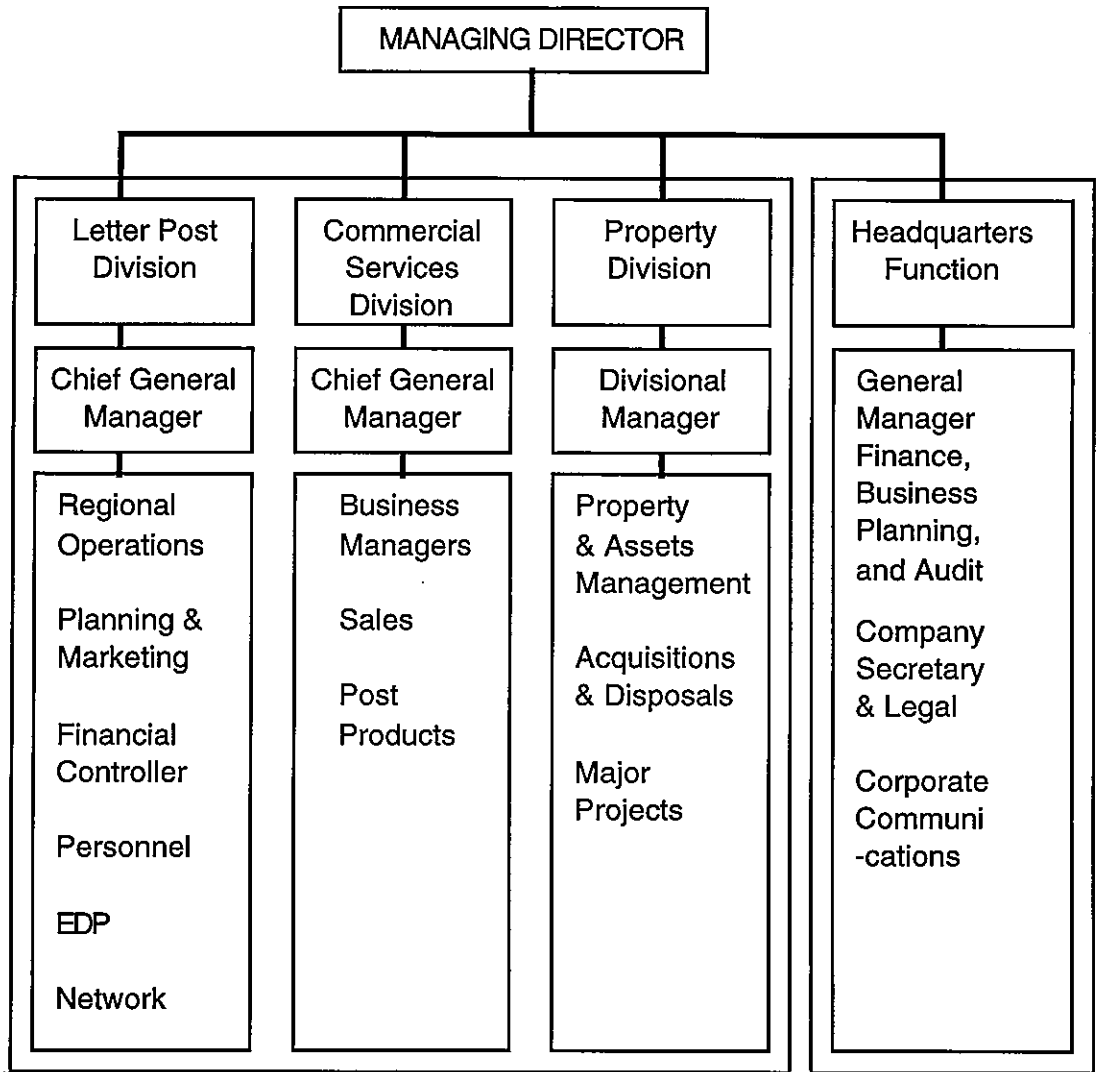 MANAGING DIRECTOR
Letter Post
Division
Chief General
Manager
Regional
Operations
Planning &
Marketing
Financial
Controller
Personnel
EDP
Network
Commercial
Services
Division
Chief General
Manager
Business
Managers
Sales
Post
Products
Property
Division
Divisional
Manager
Property
& Assets
Management
Acquisitions
& Disposals
Major
Projects
Headquarters
Function
General
Manager
Finance,
Business
Planning,
and Audit
Company
Secretary
& Legal
Corporate
Communi
-cations